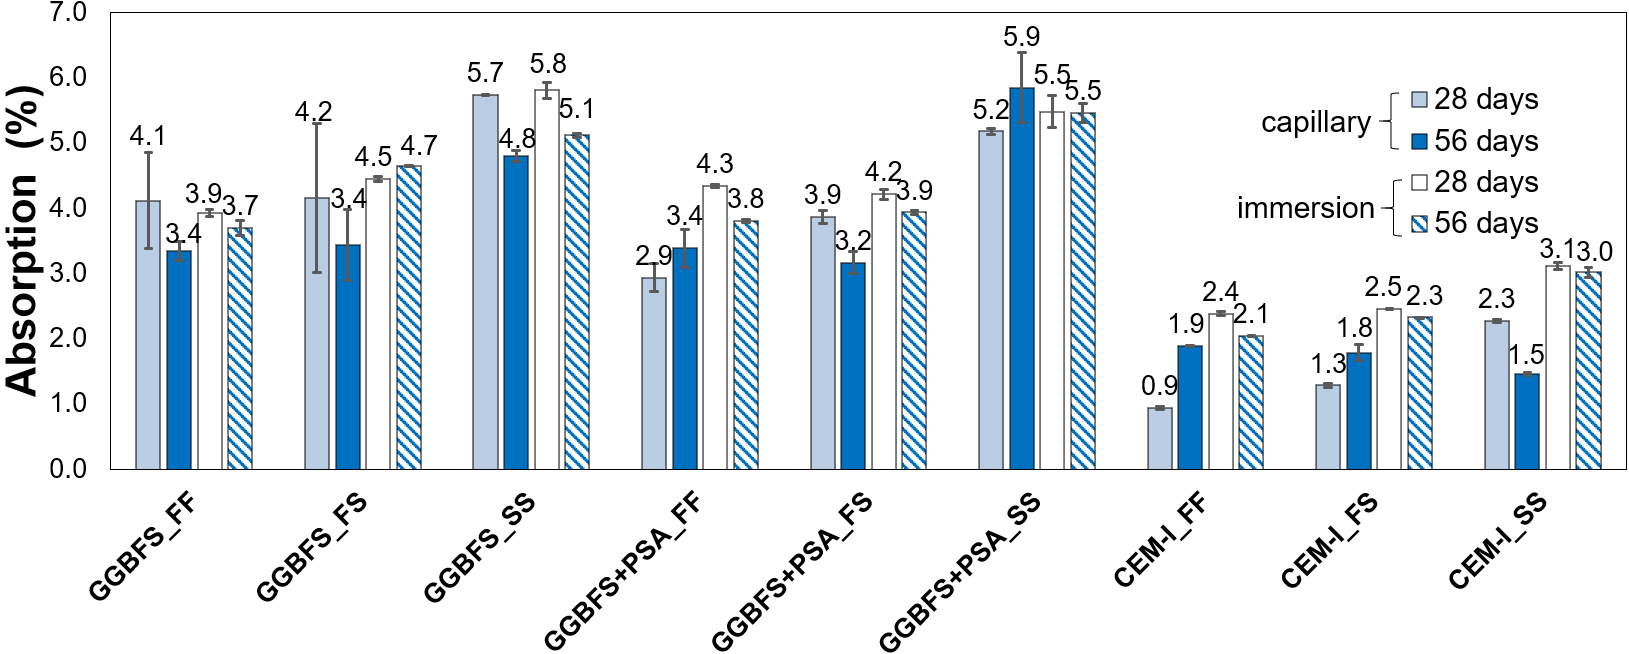 Absorption (%)
7.0
6.0
5.0
4.0
3.0
2.0
1.0
0.0
4.1
3.4
3.9
3.7
4.2
3.4
4.5
4.7
5.7
4.8
5.8
5.1
2.9
3.4
4.3
3.8
3.9
3.2
4.2
3.9
5.2
5.9
5.5
5.5
0.9
1.9
2.4
2.1
1.3
1.8
2.5
2.3
2.3
1.5
3.1
3.0
capillary
28 days
56 days
immersion
28 days
56 days
GGBFS_FF
GGBFS_FS
GGBFS_SS
GGBFS+PSA_FF
GGBFS+PSA_FS
GGBFS+PSA_SS
CEM-I_FF
CEM-I_FS
CEM-I_SS